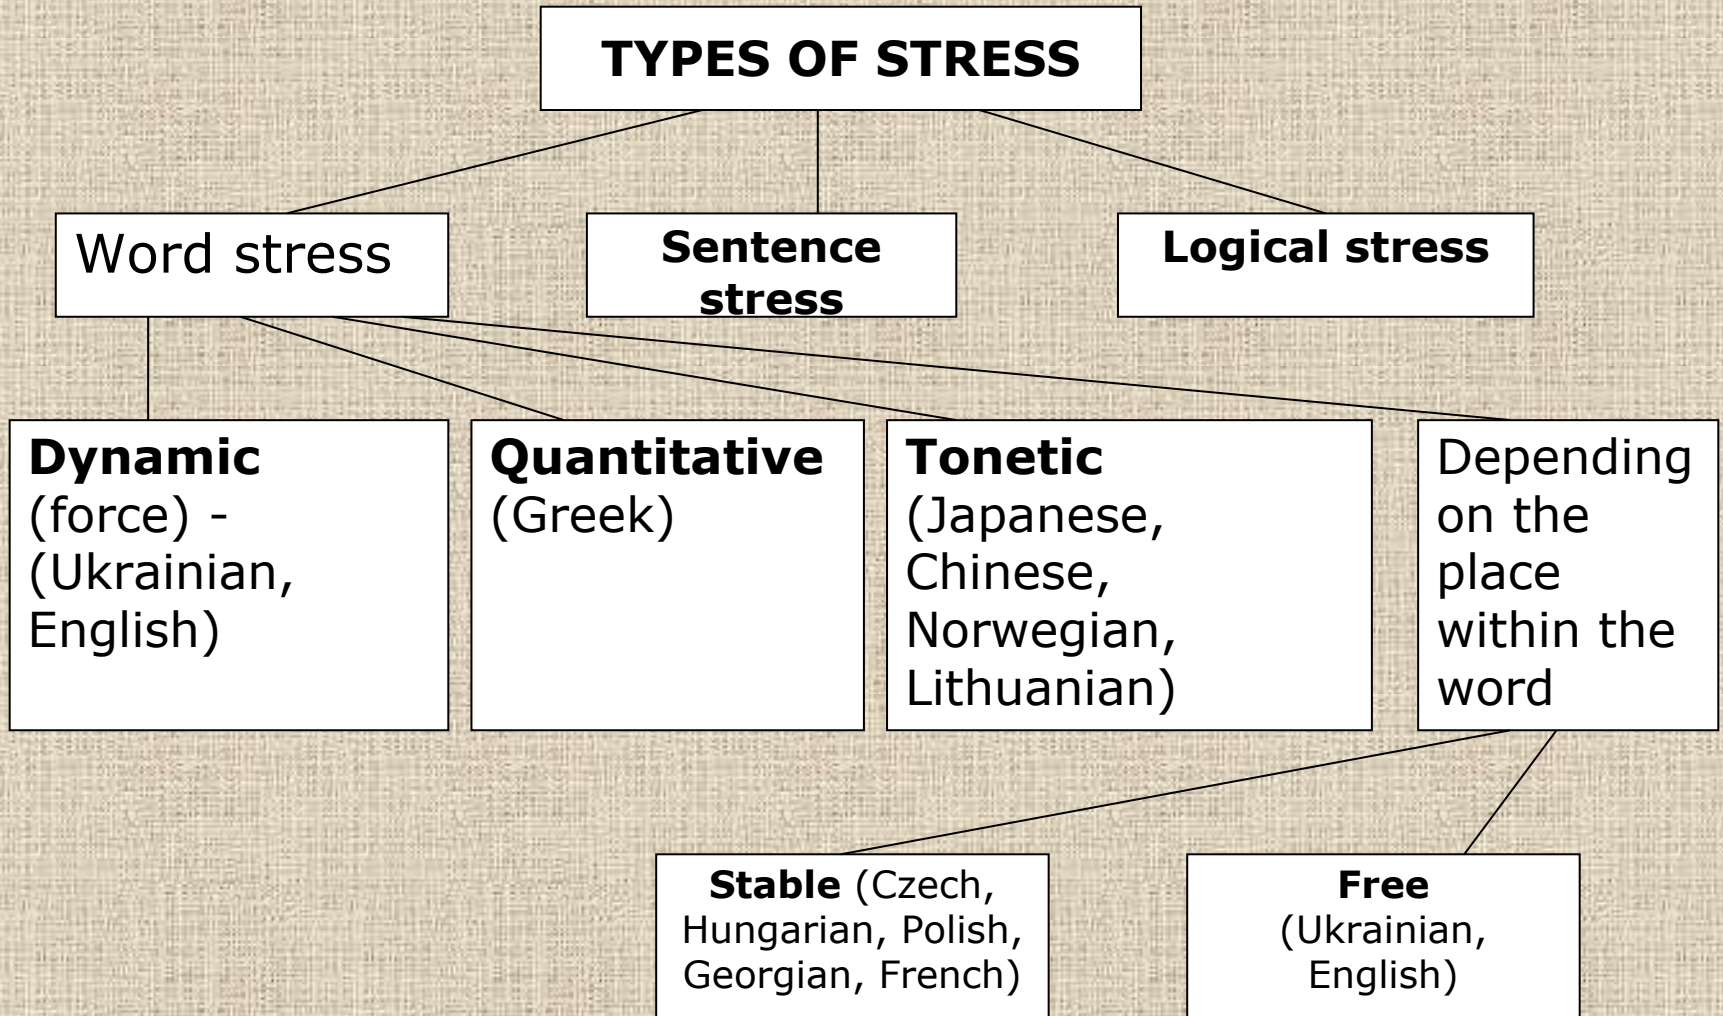 TYPES OF STRESS
Word stress
Sentence
stress
Logical stress
Dynamic
(force) -
(Ukrainian,
English)
Quantitative
(Greek)
Tonetic
(Japanese,
Chinese,
Norwegian,
Lithuanian)
Depending
on the
place
within the
word
Stable (Czech,
Hungarian, Polish,
Georgian, French)
Free
(Ukrainian,
English)